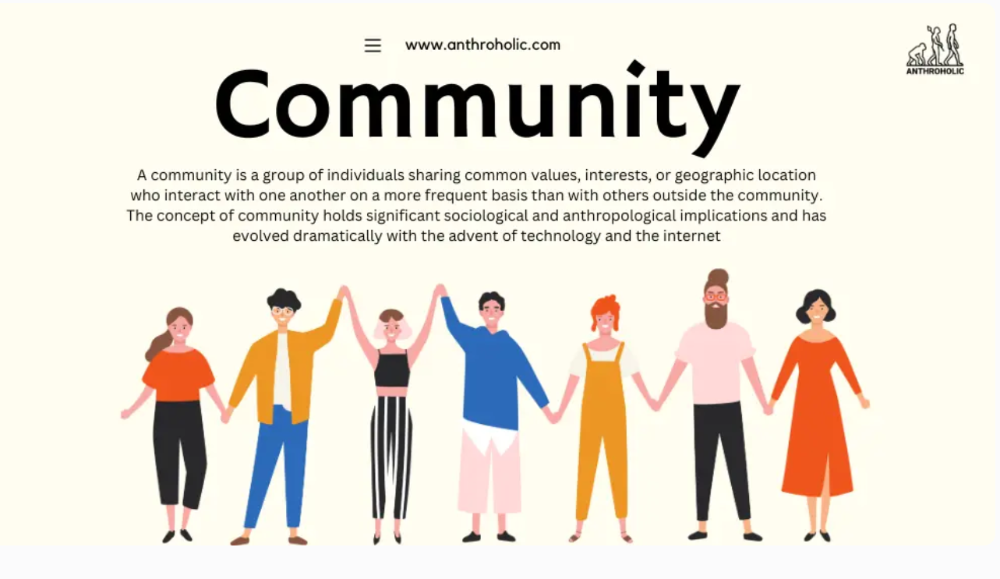 www.anthroholic.com
ANTHROHOLIC
Community
A community is a group of individuals sharing common values, interests, or geographic location
who interact with one another on a more frequent basis than with others outside the community.
The concept of community holds significant sociological and anthropological implications and has
evolved dramatically with the advent of technology and the internet